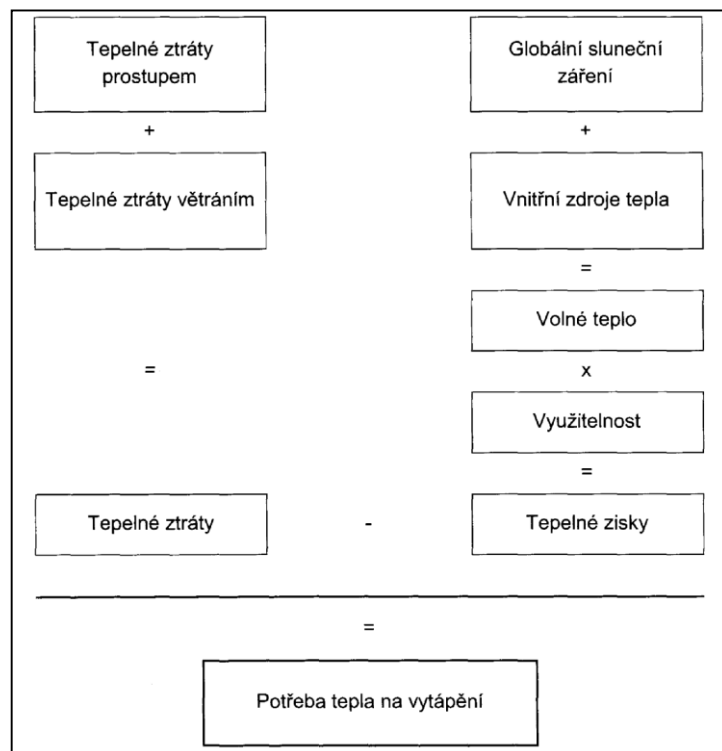 Tepelné ztráty
prostupem
Globální sluneční
záření
+
+
Tepelné ztráty větráním
Vnitřní zdroje tepla
=
Volné teplo
=
x
Využitelnost
=
Tepelné ztráty
-
Tepelné zisky
=
Potřeba tepla na vytápění